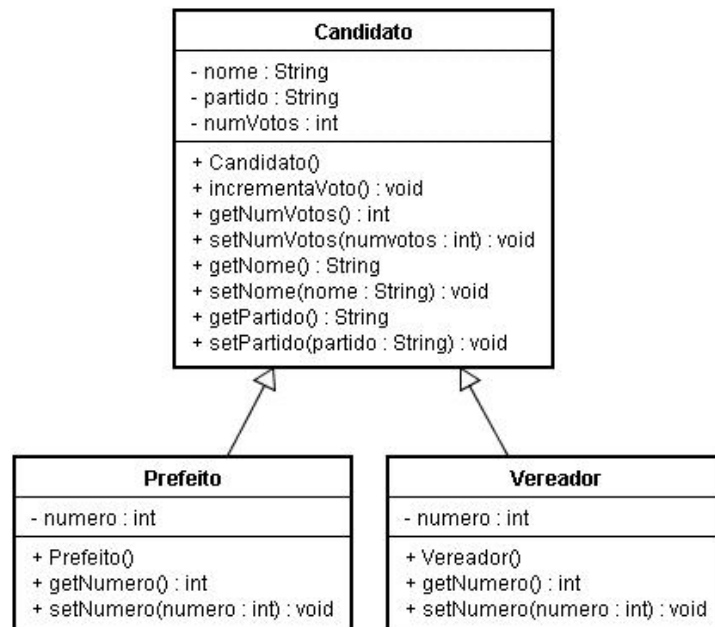 Candidato
- nome : String
- partido : String
- numVotos : int
+ Candidato()
+ incrementaVoto() : void
+ getNumVotos() : int
+ setNumVotos(numvotos : int) : void
+ getNome() : String
+ setNome(nome : String) : void
+ getPartido() : String
+ setPartido(partido : String) : void
Prefeito
- numero : int
+ Prefeito()
+ getNumero() : int
+ setNumero(numero : int) : void
Vereador
- numero : int
+ Vereador()
+ getNumero() : int
+ setNumero(numero : int) : void